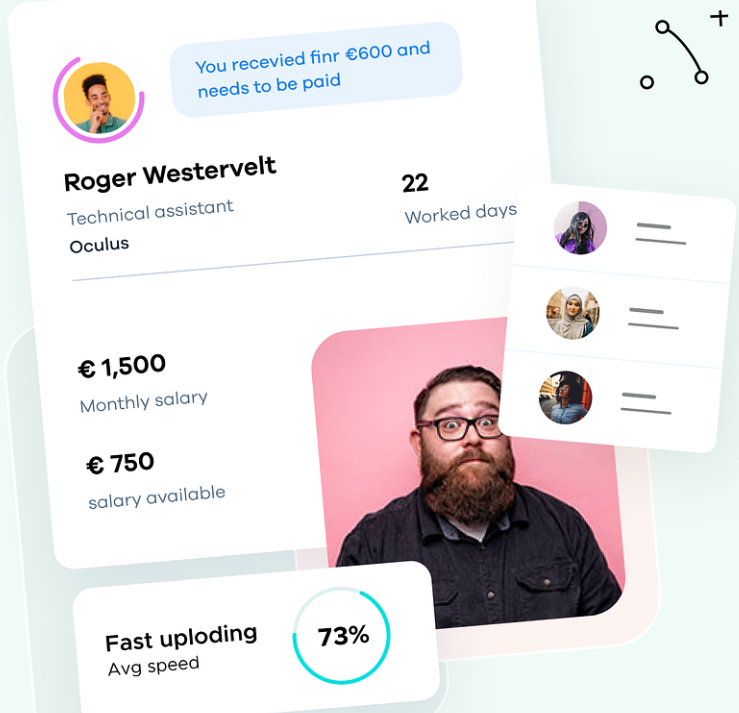 You recevied finr €600 and
needs to be paid
Roger Westervelt
Technical assistant
Oculus
22
Worked days
€ 1,500
Monthly salary
€ 750
salary available
Fast uploding
Avg speed
73%